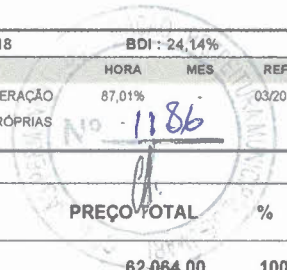 18 BDI : 24,14%
HORA MES REF
ERAÇÃO 87,01% - 03/20
RÓPRIAS -
Nº 1186
PREÇO TOTAL %
62.064,00 100